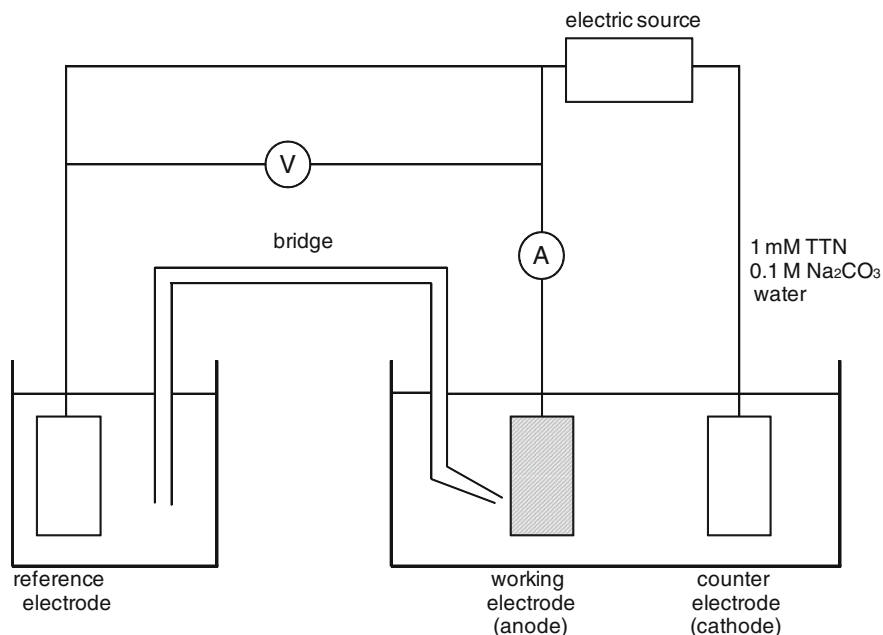 electric source
V
bridge
A
1 mM TTN
0.1 M Na₂CO₃
water
reference
electrode
working
electrode
(anode)
counter
electrode
(cathode)